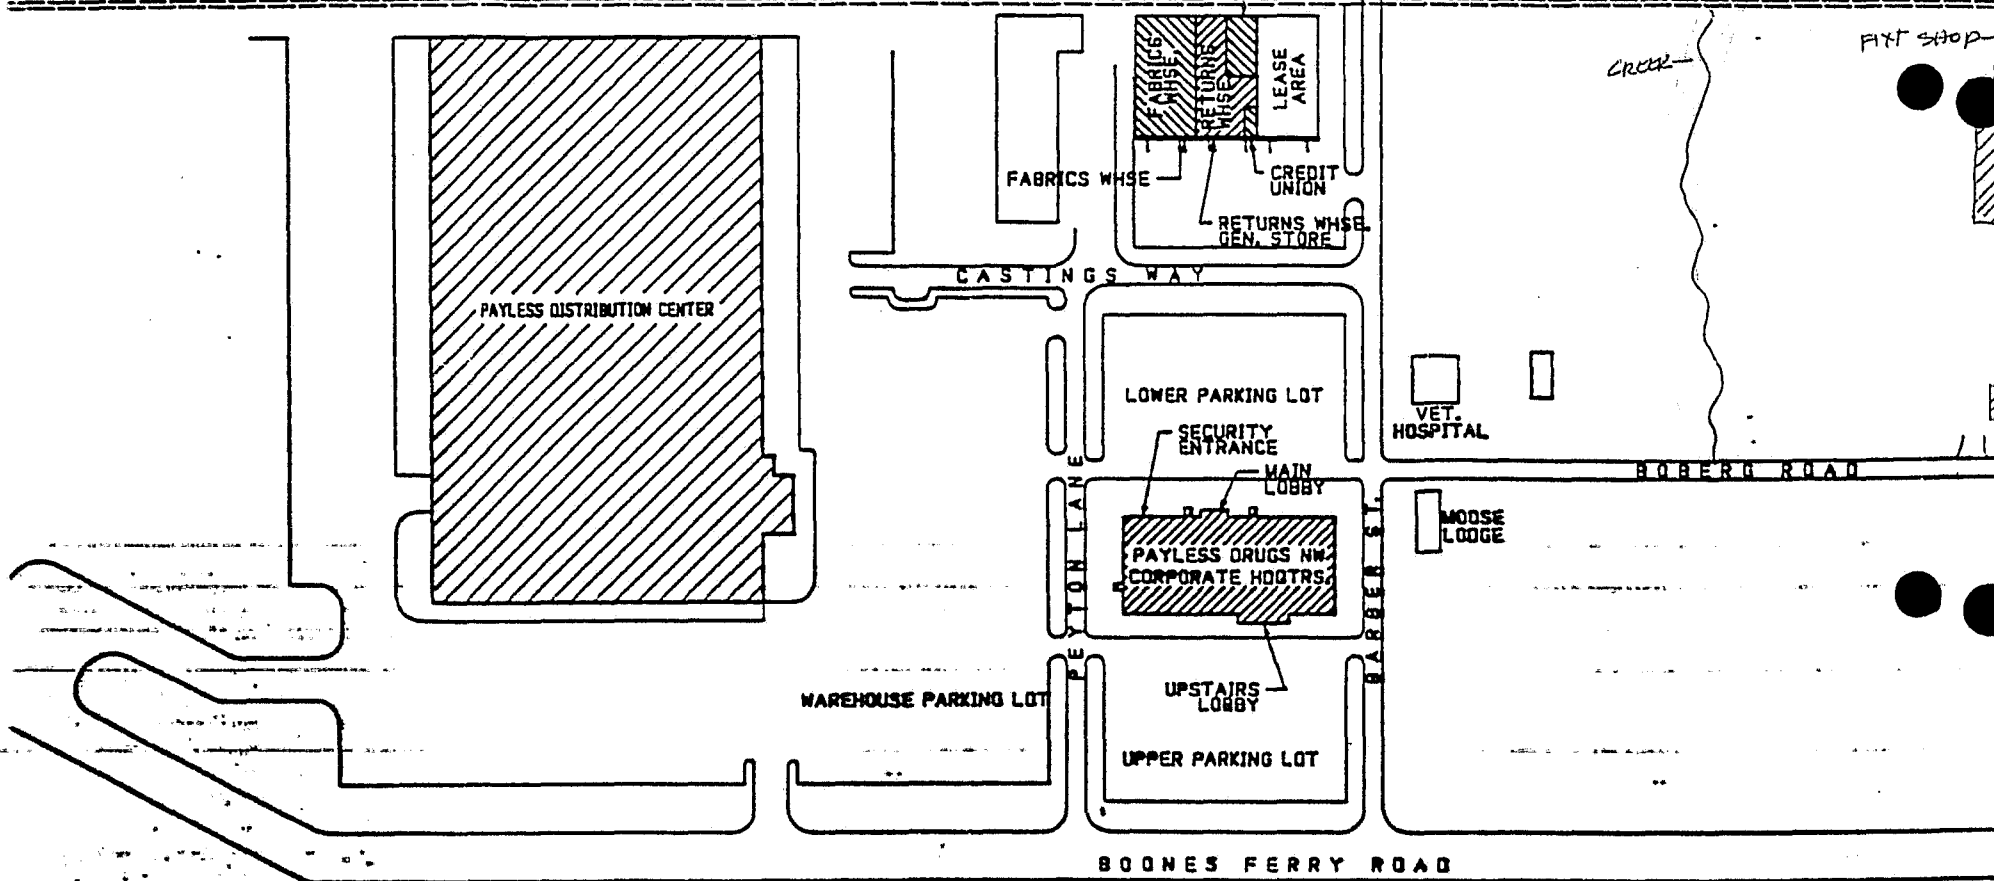 FIXT SHOP
CREEK
FABRICS
WHSE.
RETURNS
WHSE.
LEASE
AREA
FABRICS WHSE
CREDIT
UNION
RETURNS WHSE.
GEN. STORE
CASTINGS WAY
PAYLESS DISTRIBUTION CENTER
LOWER PARKING LOT
VET.
HOSPITAL
SECURITY
ENTRANCE
MAIN
LOBBY
BOBERG ROAD
PEYTON LANE
BARBER ST.
MOOSE
LODGE
PAYLESS DRUGS NW.
CORPORATE HDQTRS.
UPSTAIRS
LOBBY
WAREHOUSE PARKING LOT
UPPER PARKING LOT
BOONES FERRY ROAD